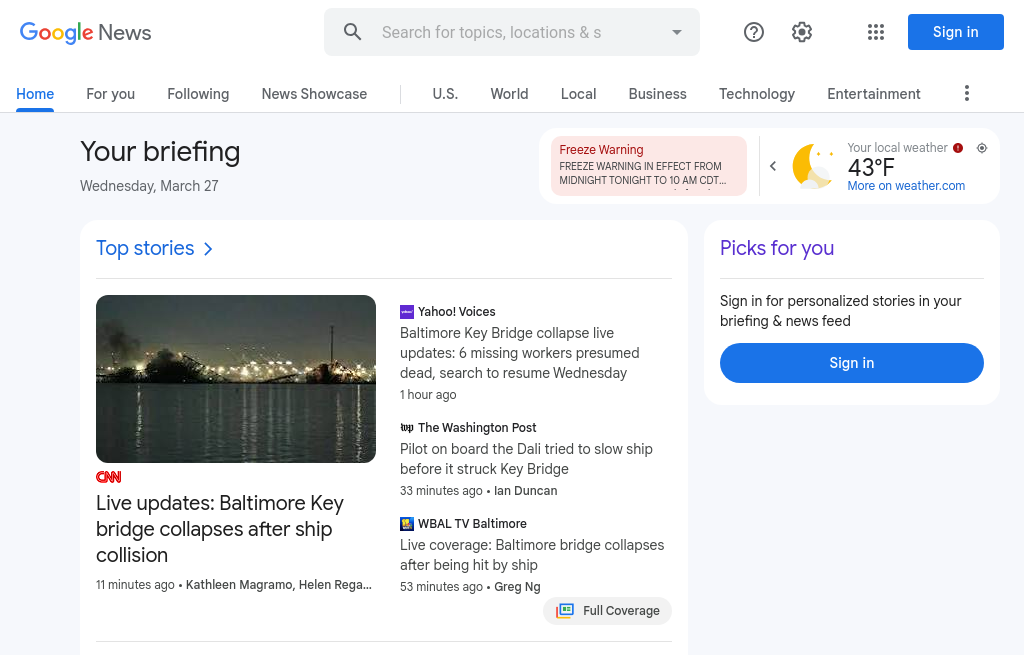 Google News
Search for topics, locations & s
Sign in
Home
For you
Following
News Showcase
U.S.
World
Local
Business
Technology
Entertainment
Your briefing
Wednesday, March 27
Freeze Warning
FREEZE WARNING IN EFFECT FROM
MIDNIGHT TONIGHT TO 10 AM CDT...
Your local weather
43°F
More on weather.com
Top stories
CNN
Live updates: Baltimore Key
bridge collapses after ship
collision
11 minutes ago • Kathleen Magramo, Helen Rega...
Yahoo! Voices
Baltimore Key Bridge collapse live
updates: 6 missing workers presumed
dead, search to resume Wednesday
1 hour ago
wp The Washington Post
Pilot on board the Dali tried to slow ship
before it struck Key Bridge
33 minutes ago • Ian Duncan
WBAL TV Baltimore
Live coverage: Baltimore bridge collapses
after being hit by ship
53 minutes ago • Greg Ng
Full Coverage
Picks for you
Sign in for personalized stories in your
briefing & news feed
Sign in